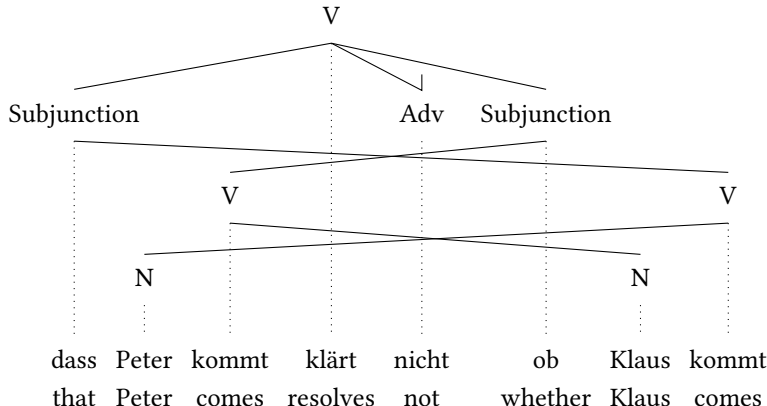 V
Subjunction Adv Subjunction
V V
N N
dass Peter kommt klärt nicht ob Klaus kommt
that Peter comes resolves not whether Klaus comes